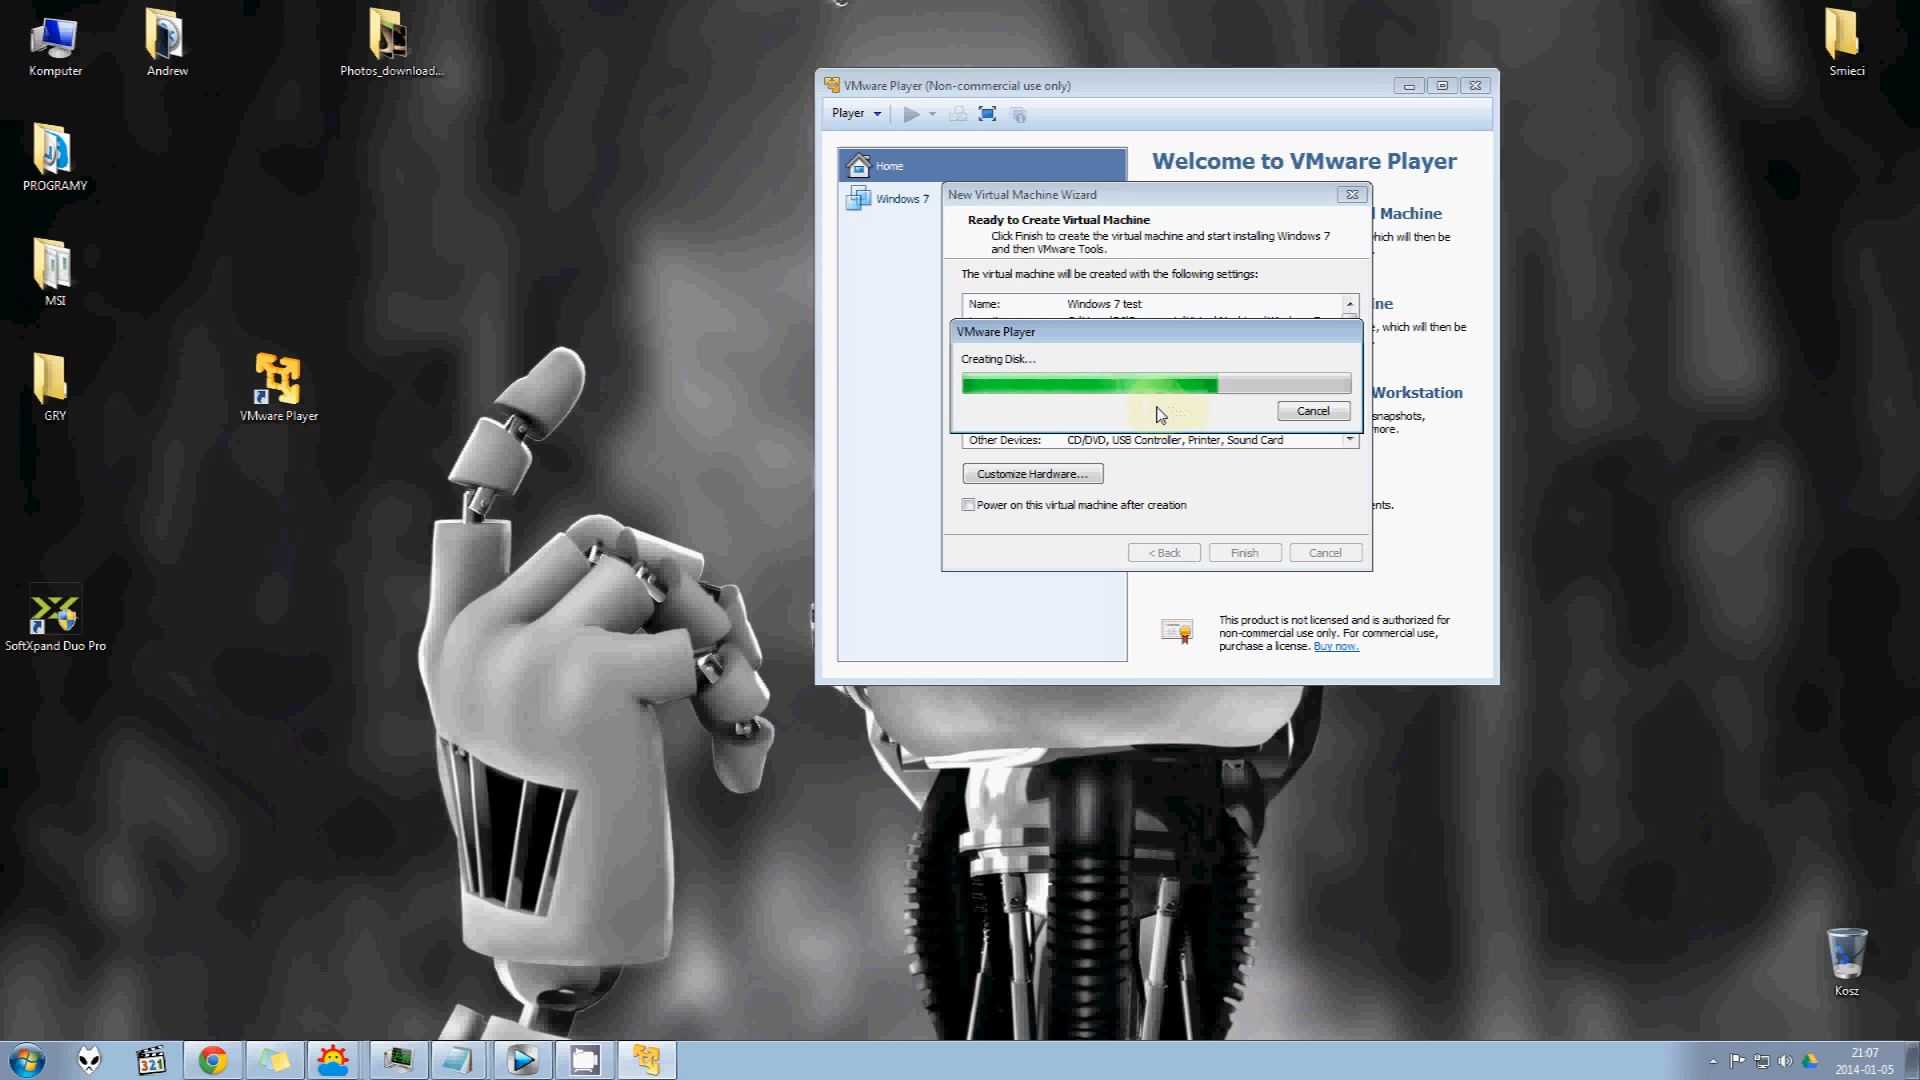 Komputer
Andrew
Photos_download...
Smieci
PROGRAMY
MSI
GRY
VMware Player
SoftXpand Duo Pro
Kosz
VMware Player (Non-commercial use only)
Player
Home
Windows 7
Welcome to VMware Player
l Machine
hich will then be
ine
e, which will then be
Workstation
snapshots,
more.
ents.
New Virtual Machine Wizard
Ready to Create Virtual Machine
Click Finish to create the virtual machine and start installing Windows 7
and then VMware Tools.
The virtual machine will be created with the following settings:
Name: Windows 7 test
VMware Player
Creating Disk...
Cancel
Other Devices: CD/DVD, USB Controller, Printer, Sound Card
Customize Hardware...
Power on this virtual machine after creation
< Back Finish Cancel
This product is not licensed and is authorized for
non-commercial use only. For commercial use,
purchase a license. Buy now.
321
21:07
2014-01-05